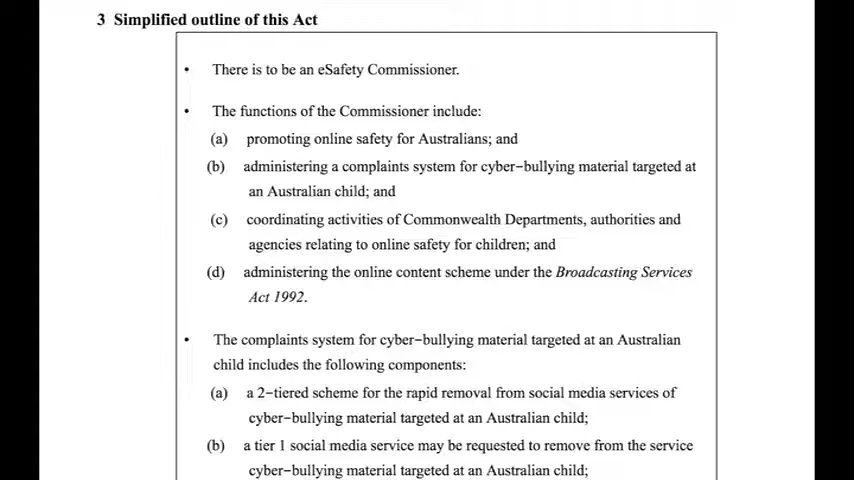 3 Simplified outline of this Act
• There is to be an eSafety Commissioner.
• The functions of the Commissioner include:
(a) promoting online safety for Australians; and
(b) administering a complaints system for cyber−bullying material targeted at
an Australian child; and
(c) coordinating activities of Commonwealth Departments, authorities and
agencies relating to online safety for children; and
(d) administering the online content scheme under the Broadcasting Services
Act 1992.
• The complaints system for cyber−bullying material targeted at an Australian
child includes the following components:
(a) a 2−tiered scheme for the rapid removal from social media services of
cyber−bullying material targeted at an Australian child;
(b) a tier 1 social media service may be requested to remove from the service
cyber−bullying material targeted at an Australian child;